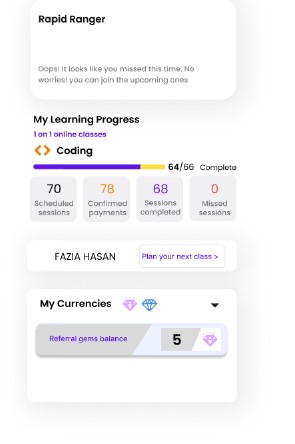 Rapid Ranger
Oops! It looks like you missed this time. No
worries! you can join the upcoming ones
My Learning Progress
1 on 1 online classes
Coding
64/66 Complete
70 78 68 0
Scheduled Confirmed Sessions Missed
sessions payments completed sessions
FAZIA HASAN Plan your next class >
My Currencies
Referral gems balance 5